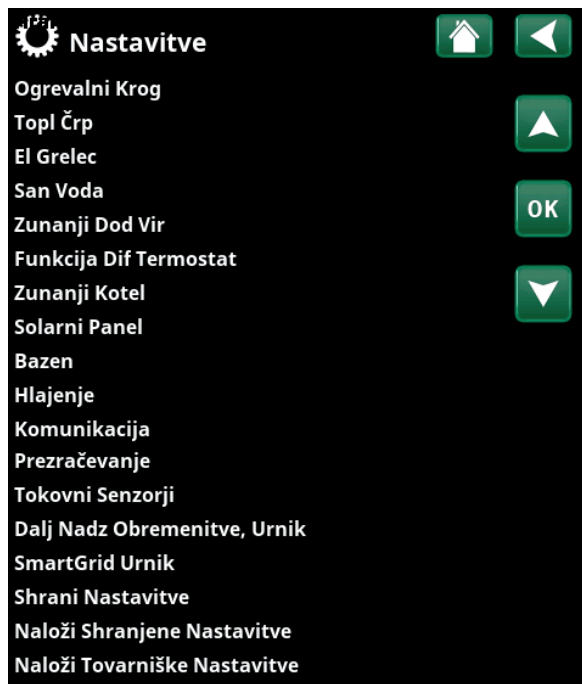 Nastavitve
Ogrevalni Krog
Topl Črp
OK
El Grelec
San Voda
Zunanji Dod Vir
Funkcija Dif Termostat
Zunanji Kotel
Solarni Panel
Bazen
Hlajenje
Komunikacija
Prezračevanje
Tokovni Senzorji
Dalj Nadz Obremenitve, Urnik
SmartGrid Urnik
Shrani Nastavitve
Naloži Shranjene Nastavitve
Naloži Tovarniške Nastavitve